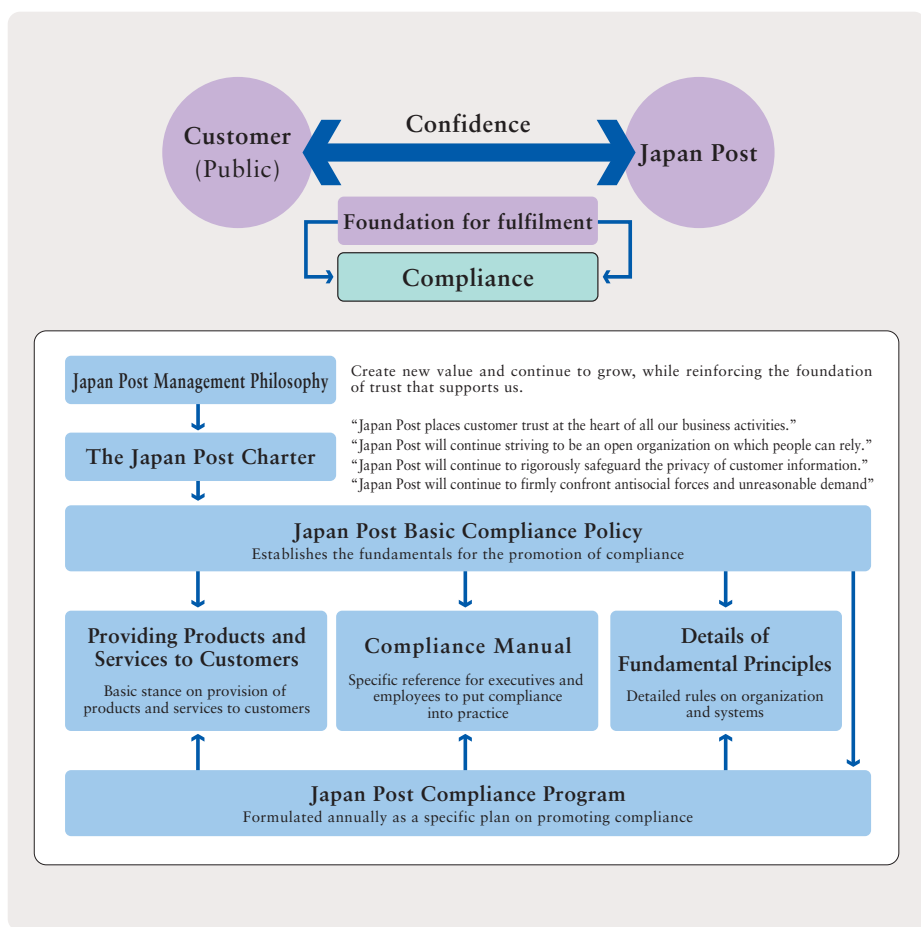 Customer
(Public)
Confidence
Japan Post
Foundation for fulfilment
Compliance
Japan Post Management Philosophy
Create new value and continue to grow, while reinforcing the foundation
of trust that supports us.
The Japan Post Charter
“Japan Post places customer trust at the heart of all our business activities.”
“Japan Post will continue striving to be an open organization on which people can rely.”
“Japan Post will continue to rigorously safeguard the privacy of customer information.”
“Japan Post will continue to firmly confront antisocial forces and unreasonable demand”
Japan Post Basic Compliance Policy
Establishes the fundamentals for the promotion of compliance
Providing Products and
Services to Customers
Basic stance on provision of
products and services to customers
Compliance Manual
Specific reference for executives and
employees to put compliance
into practice
Details of
Fundamental Principles
Detailed rules on organization
and systems
Japan Post Compliance Program
Formulated annually as a specific plan on promoting compliance